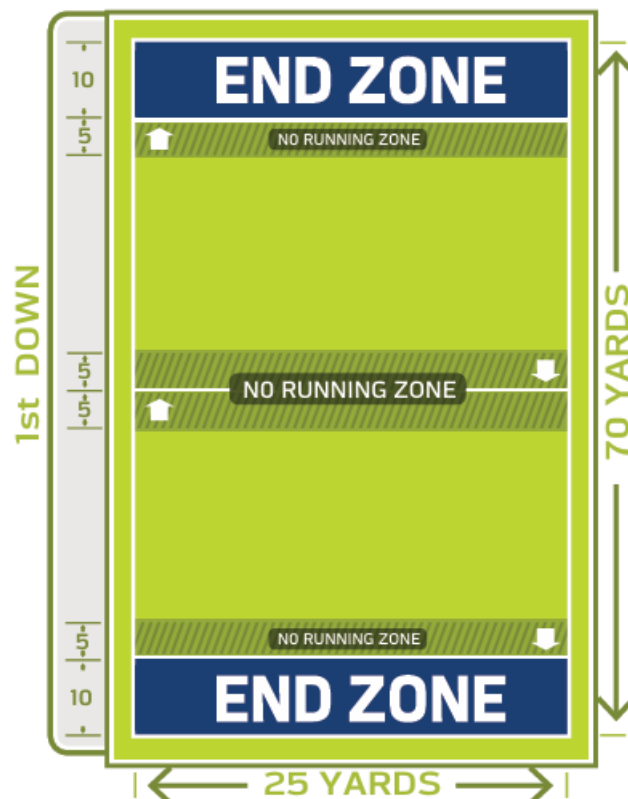 END ZONE
10
5
NO RUNNING ZONE
1st DOWN
70 YARDS
5
NO RUNNING ZONE
5
5
NO RUNNING ZONE
10
END ZONE
25 YARDS